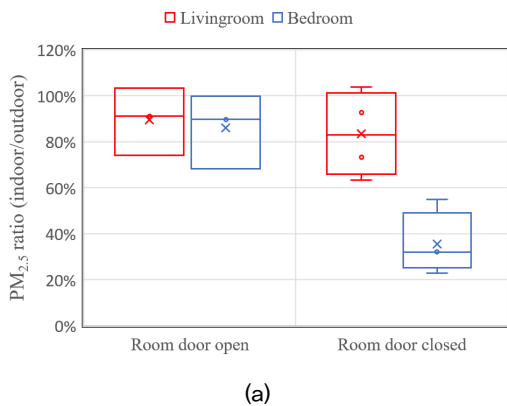 Livingroom Bedroom
120%
100%
80%
60%
40%
20%
0%
PM2.5 ratio (indoor/outdoor)
Room door open Room door closed
(a)